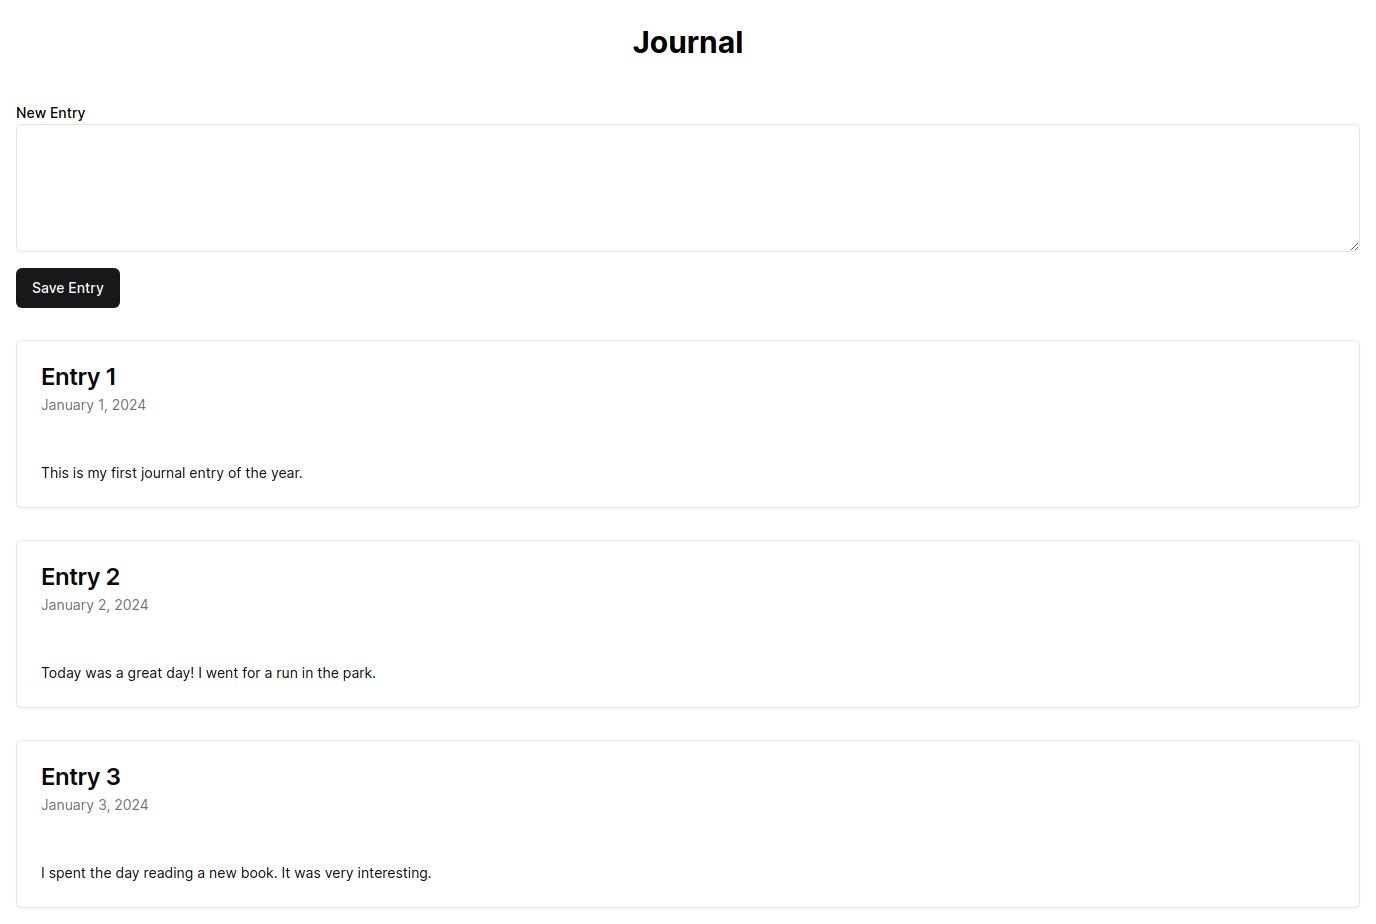 Journal
New Entry
Save Entry
Entry 1
January 1, 2024
This is my first journal entry of the year.
Entry 2
January 2, 2024
Today was a great day! I went for a run in the park.
Entry 3
January 3, 2024
I spent the day reading a new book. It was very interesting.